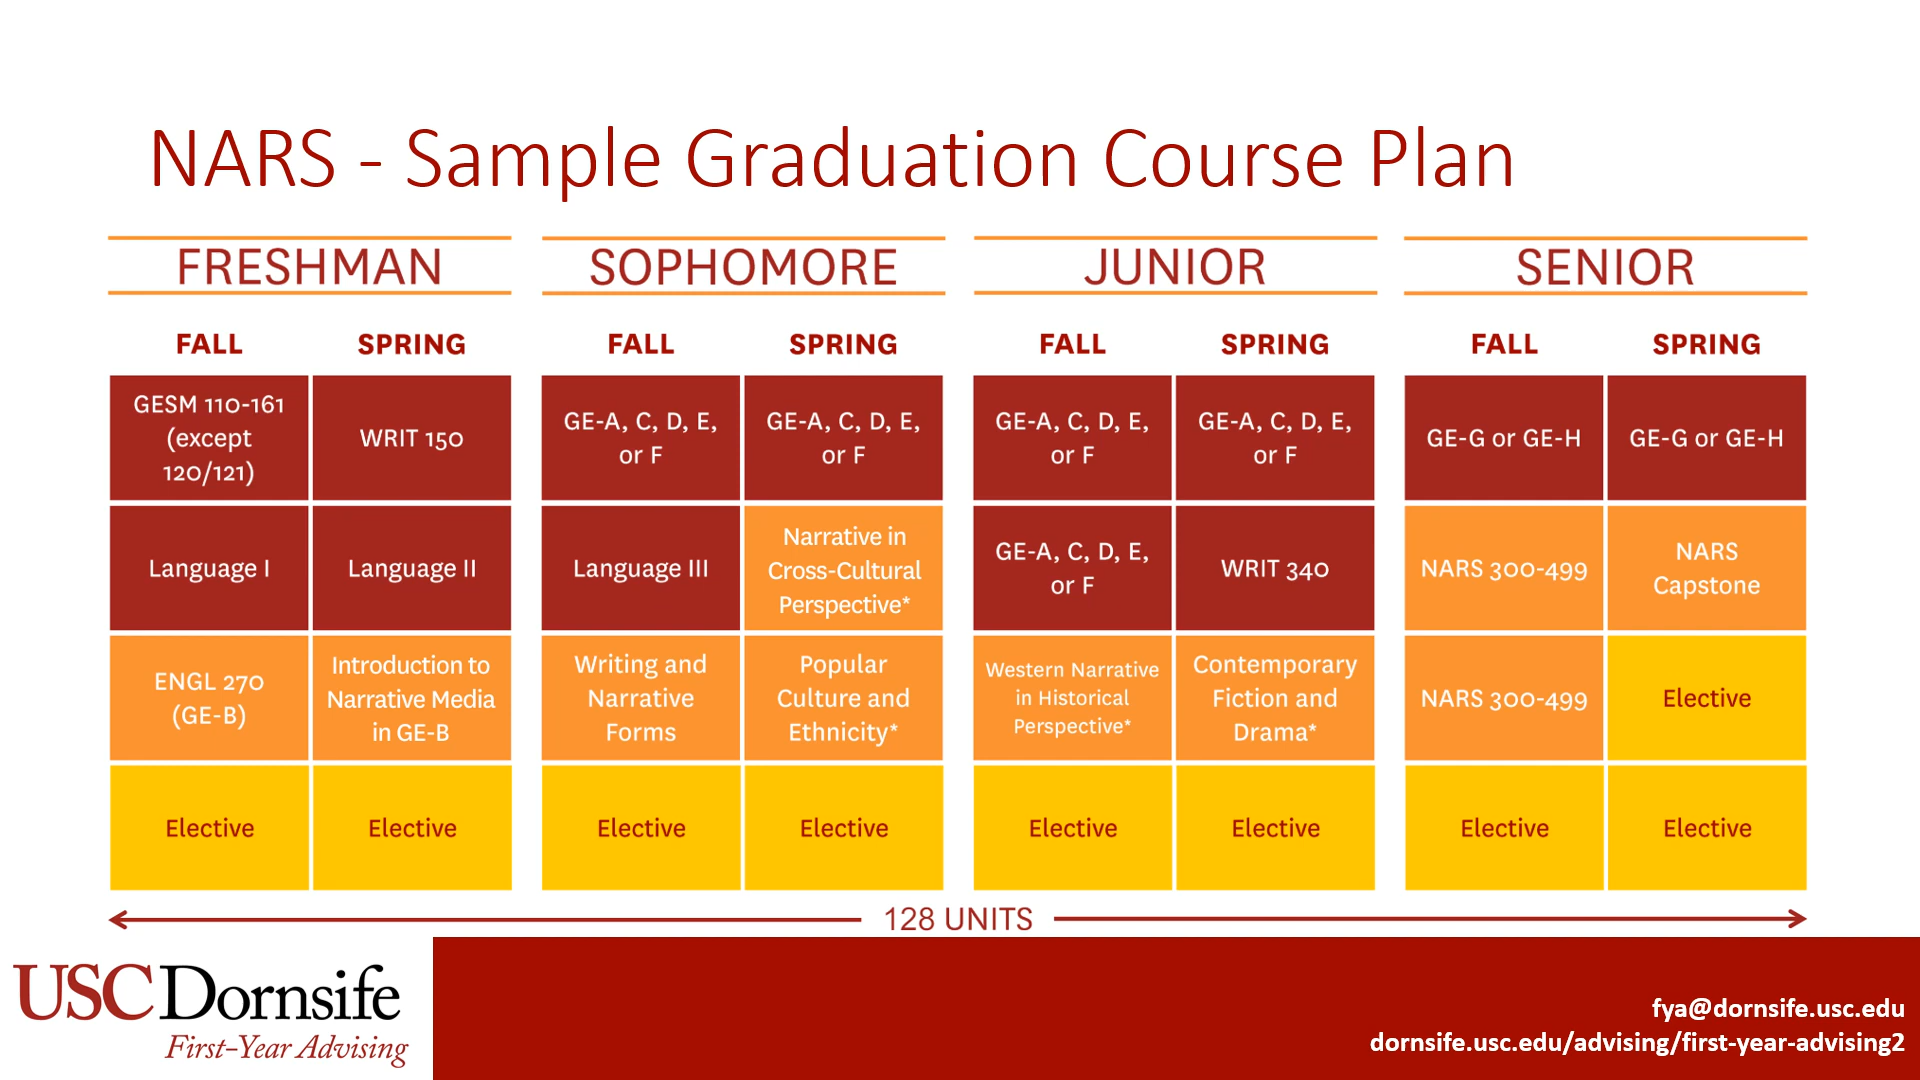 NARS - Sample Graduation Course Plan
FRESHMAN
SOPHOMORE
JUNIOR
SENIOR
FALL
SPRING
FALL
SPRING
FALL
SPRING
FALL
SPRING
GESM 110-161
(except
120/121)
WRIT 150
GE-A, C, D, E,
or F
GE-A, C, D, E,
or F
GE-A, C, D, E,
or F
GE-A, C, D, E,
or F
GE-G or GE-H
GE-G or GE-H
Language I
Language II
Language III
Narrative in
Cross-Cultural
Perspective*
GE-A, C, D, E,
or F
WRIT 340
NARS 300-499
NARS
Capstone
ENGL 270
(GE-B)
Introduction to
Narrative Media
in GE-B
Writing and
Narrative
Forms
Popular
Culture and
Ethnicity*
Western Narrative
in Historical
Perspective*
Contemporary
Fiction and
Drama*
NARS 300-499
Elective
Elective
Elective
Elective
Elective
Elective
Elective
Elective
Elective
128 UNITS
USC Dornsife
First-Year Advising
fya@dornsife.usc.edu
dornsife.usc.edu/advising/first-year-advising2